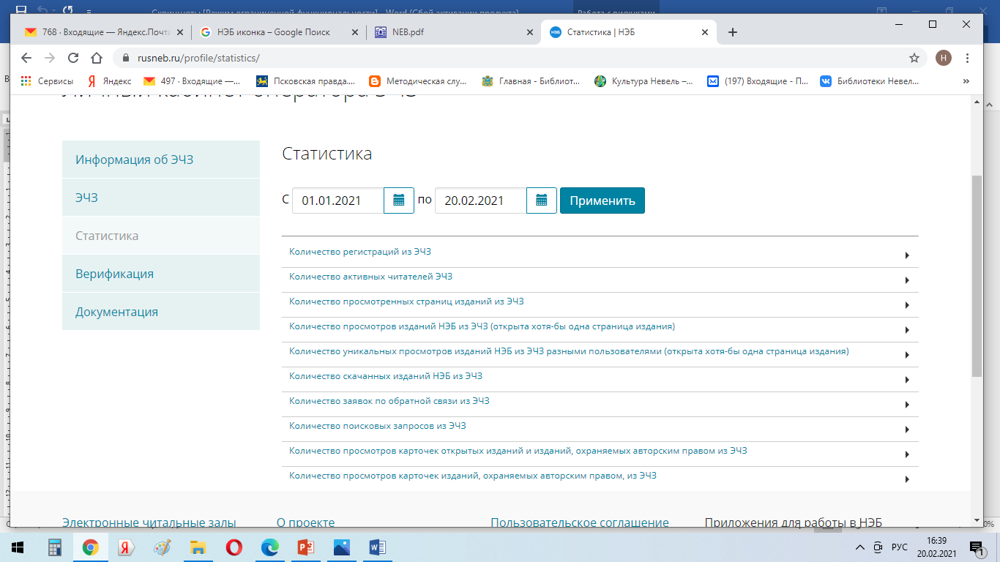 Скриншоты [Режим ограниченной функциональности] - Word (Сбой активации продукта)
Работа с рисунками
768 · Входящие — Яндекс.Почта
НЭБ иконка – Google Поиск
NEB.pdf
Статистика | НЭБ
rusneb.ru/profile/statistics/
Н
Сервисы
Яндекс
497 · Входящие —...
Псковская правда....
Методическая слу...
Главная - Библиот...
Культура Невель –...
(197) Входящие - П...
Библиотеки Невел...
»
Личный кабинет оператора ЭЧЗ
Информация об ЭЧЗ
ЭЧЗ
Статистика
Верификация
Документация
Статистика
С 01.01.2021 по 20.02.2021 Применить
Количество регистраций из ЭЧЗ
Количество активных читателей ЭЧЗ
Количество просмотренных страниц изданий из ЭЧЗ
Количество просмотров изданий НЭБ из ЭЧЗ (открыта хотя-бы одна страница издания)
Количество уникальных просмотров изданий НЭБ из ЭЧЗ разными пользователями (открыта хотя-бы одна страница издания)
Количество скачанных изданий НЭБ из ЭЧЗ
Количество заявок по обратной связи из ЭЧЗ
Количество поисковых запросов из ЭЧЗ
Количество просмотров карточек открытых изданий и изданий, охраняемых авторским правом из ЭЧЗ
Количество просмотров карточек изданий, охраняемых авторским правом, из ЭЧЗ
Электронные читальные залы
О проекте
Пользовательское соглашение
Приложения для работы в НЭБ
РУС
16:39
20.02.2021
1